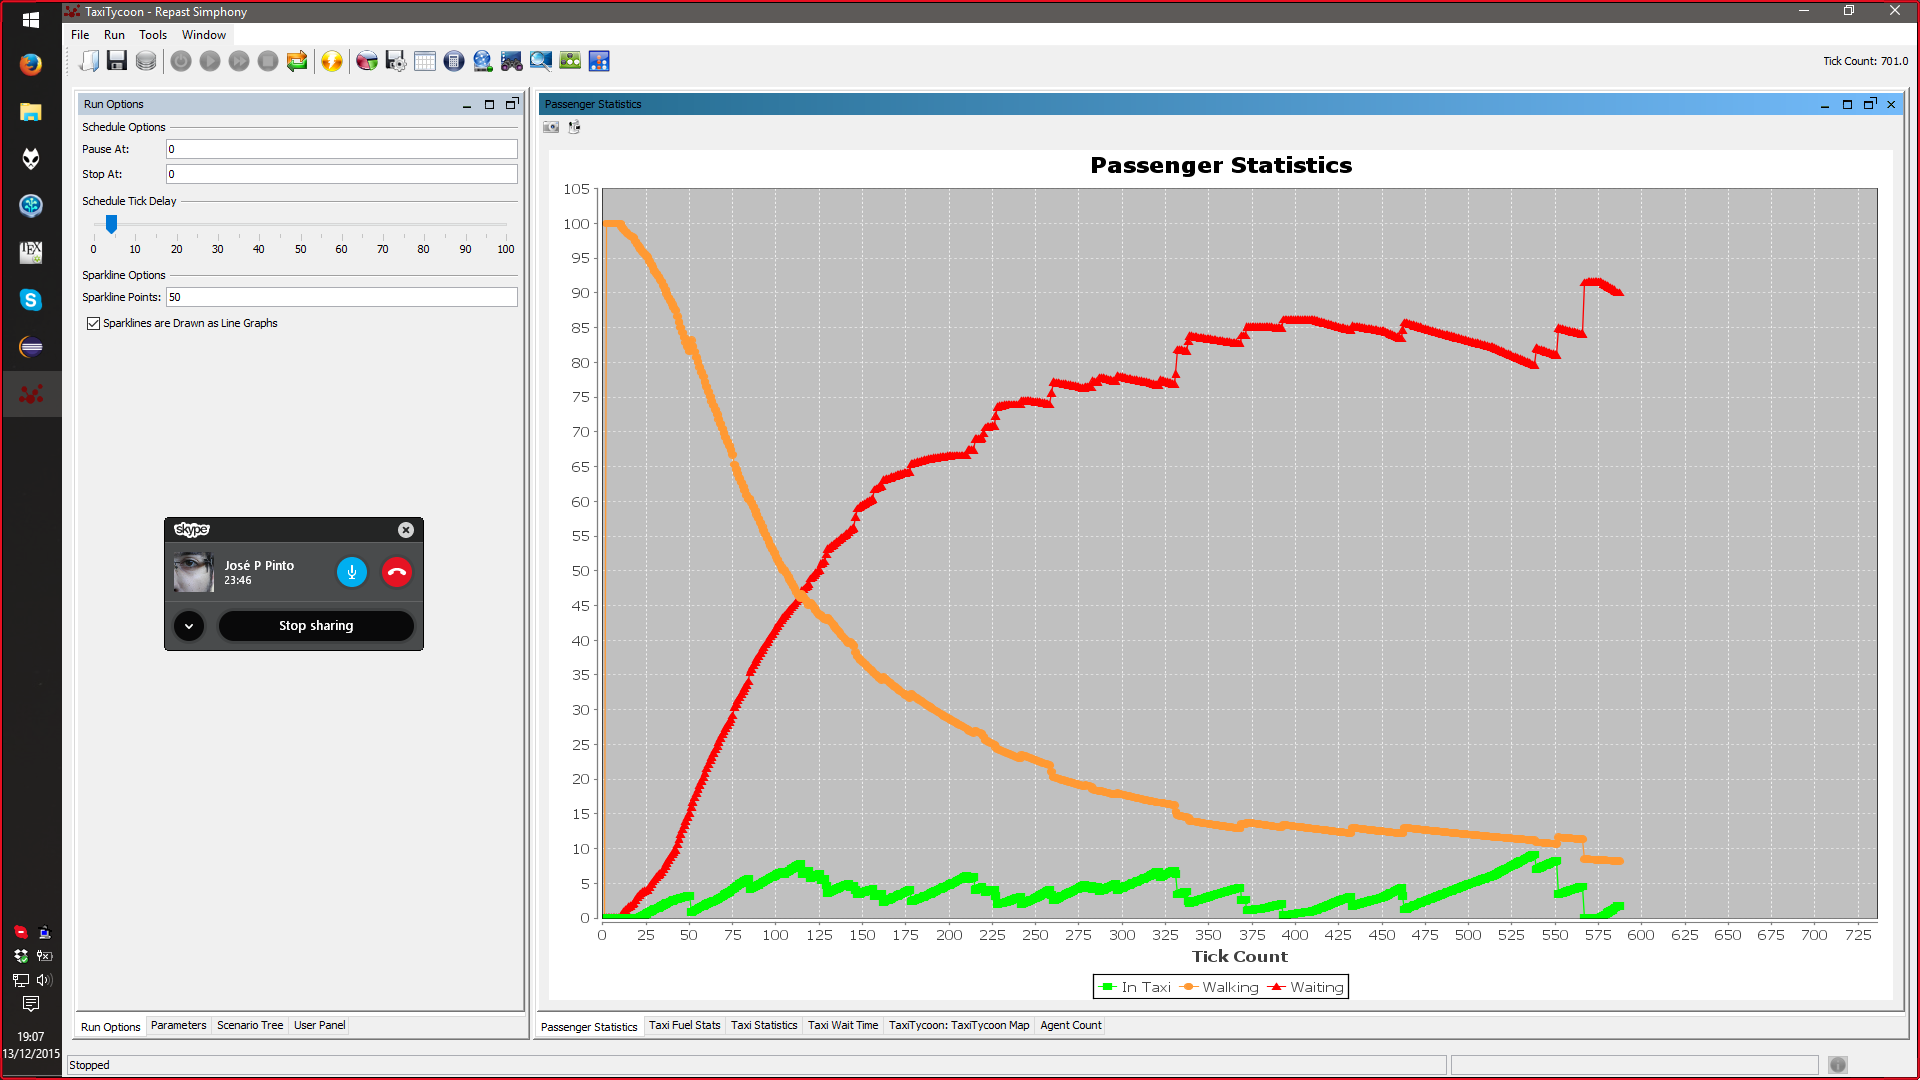 TaxiTycoon - Repast Simphony
File Run Tools Window
Tick Count: 701.0
Run Options
Schedule Options
Pause At: 0
Stop At: 0
Schedule Tick Delay
0 10 20 30 40 50 60 70 80 90 100
Sparkline Options
Sparkline Points: 50
Sparklines are Drawn as Line Graphs
skype
José P Pinto
23:46
Stop sharing
Run Options Parameters Scenario Tree User Panel
Passenger Statistics
Passenger Statistics
105
100
95
90
85
80
75
70
65
60
55
50
45
40
35
30
25
20
15
10
5
0
0 25 50 75 100 125 150 175 200 225 250 275 300 325 350 375 400 425 450 475 500 525 550 575 600 625 650 675 700 725
Tick Count
In Taxi Walking Waiting
Passenger Statistics Taxi Fuel Stats Taxi Statistics Taxi Wait Time TaxiTycoon: TaxiTycoon Map Agent Count
TEX
19:07
13/12/2015
Stopped